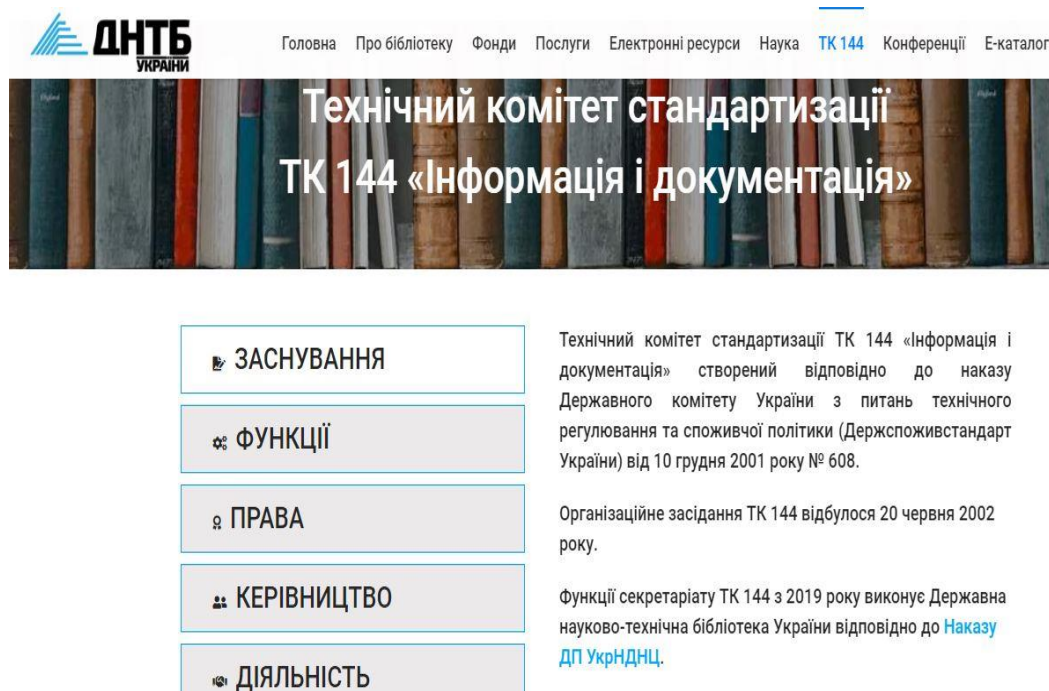 ДНТБ
УКРАЇНИ
Головна Про бібліотеку Фонди Послуги Електронні ресурси Наука ТК 144 Конференції Е-каталог
Технічний комітет стандартизації
ТК 144 «Інформація і документація»
ЗАСНУВАННЯ
ФУНКЦІЇ
ПРАВА
КЕРІВНИЦТВО
ДІЯЛЬНІСТЬ
Технічний комітет стандартизації ТК 144 «Інформація і
документація» створений відповідно до наказу
Державного комітету України з питань технічного
регулювання та споживчої політики (Держспоживстандарт
України) від 10 грудня 2001 року № 608.
Організаційне засідання ТК 144 відбулося 20 червня 2002
року.
Функції секретаріату ТК 144 з 2019 року виконує Державна
науково-технічна бібліотека України відповідно до Наказу
ДП УкрНДНЦ.